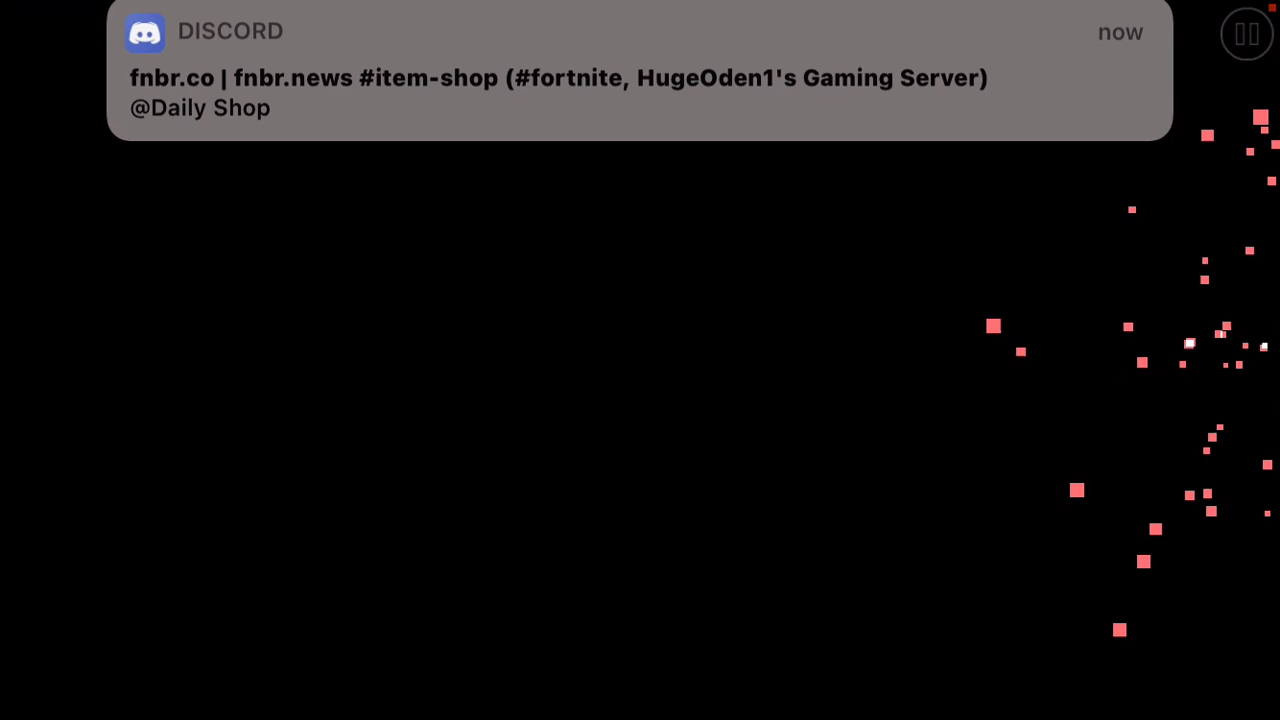 DISCORD now
fnbr.co | fnbr.news #item-shop (#fortnite, HugeOden1's Gaming Server)
@Daily Shop